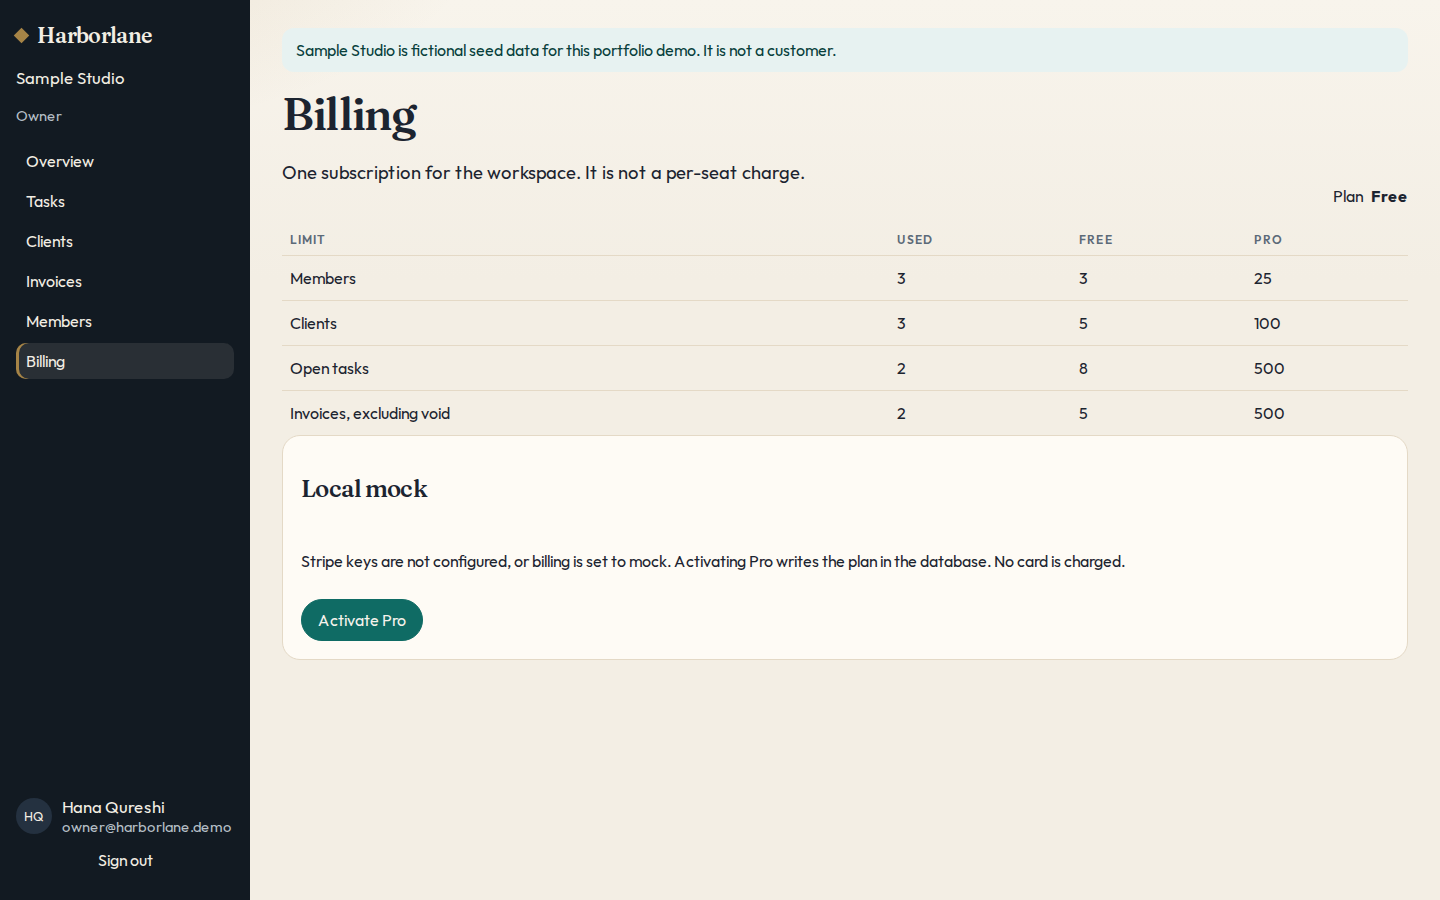 Harborlane
Sample Studio
Owner
Overview
Tasks
Clients
Invoices
Members
Billing
HQ
Hana Qureshi
owner@harborlane.demo
Sign out
Sample Studio is fictional seed data for this portfolio demo. It is not a customer.
Billing
One subscription for the workspace. It is not a per-seat charge.
Plan Free
LIMIT USED FREE PRO
Members 3 3 25
Clients 3 5 100
Open tasks 2 8 500
Invoices, excluding void 2 5 500
Local mock
Stripe keys are not configured, or billing is set to mock. Activating Pro writes the plan in the database. No card is charged.
Activate Pro